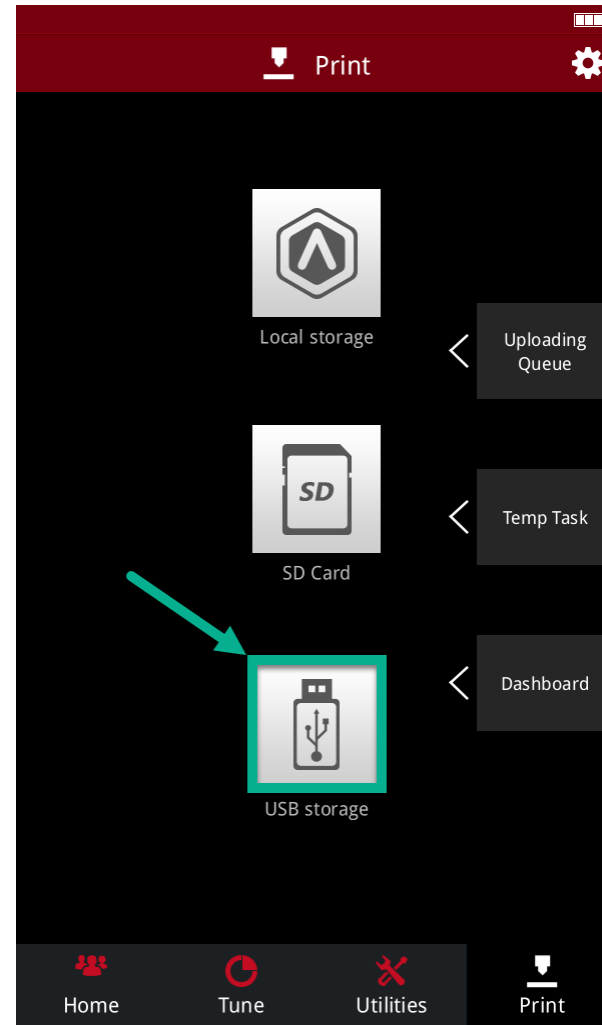 Print
Local storage
Uploading
Queue
SD
SD Card
Temp Task
Dashboard
USB storage
Home
Tune
Utilities
Print